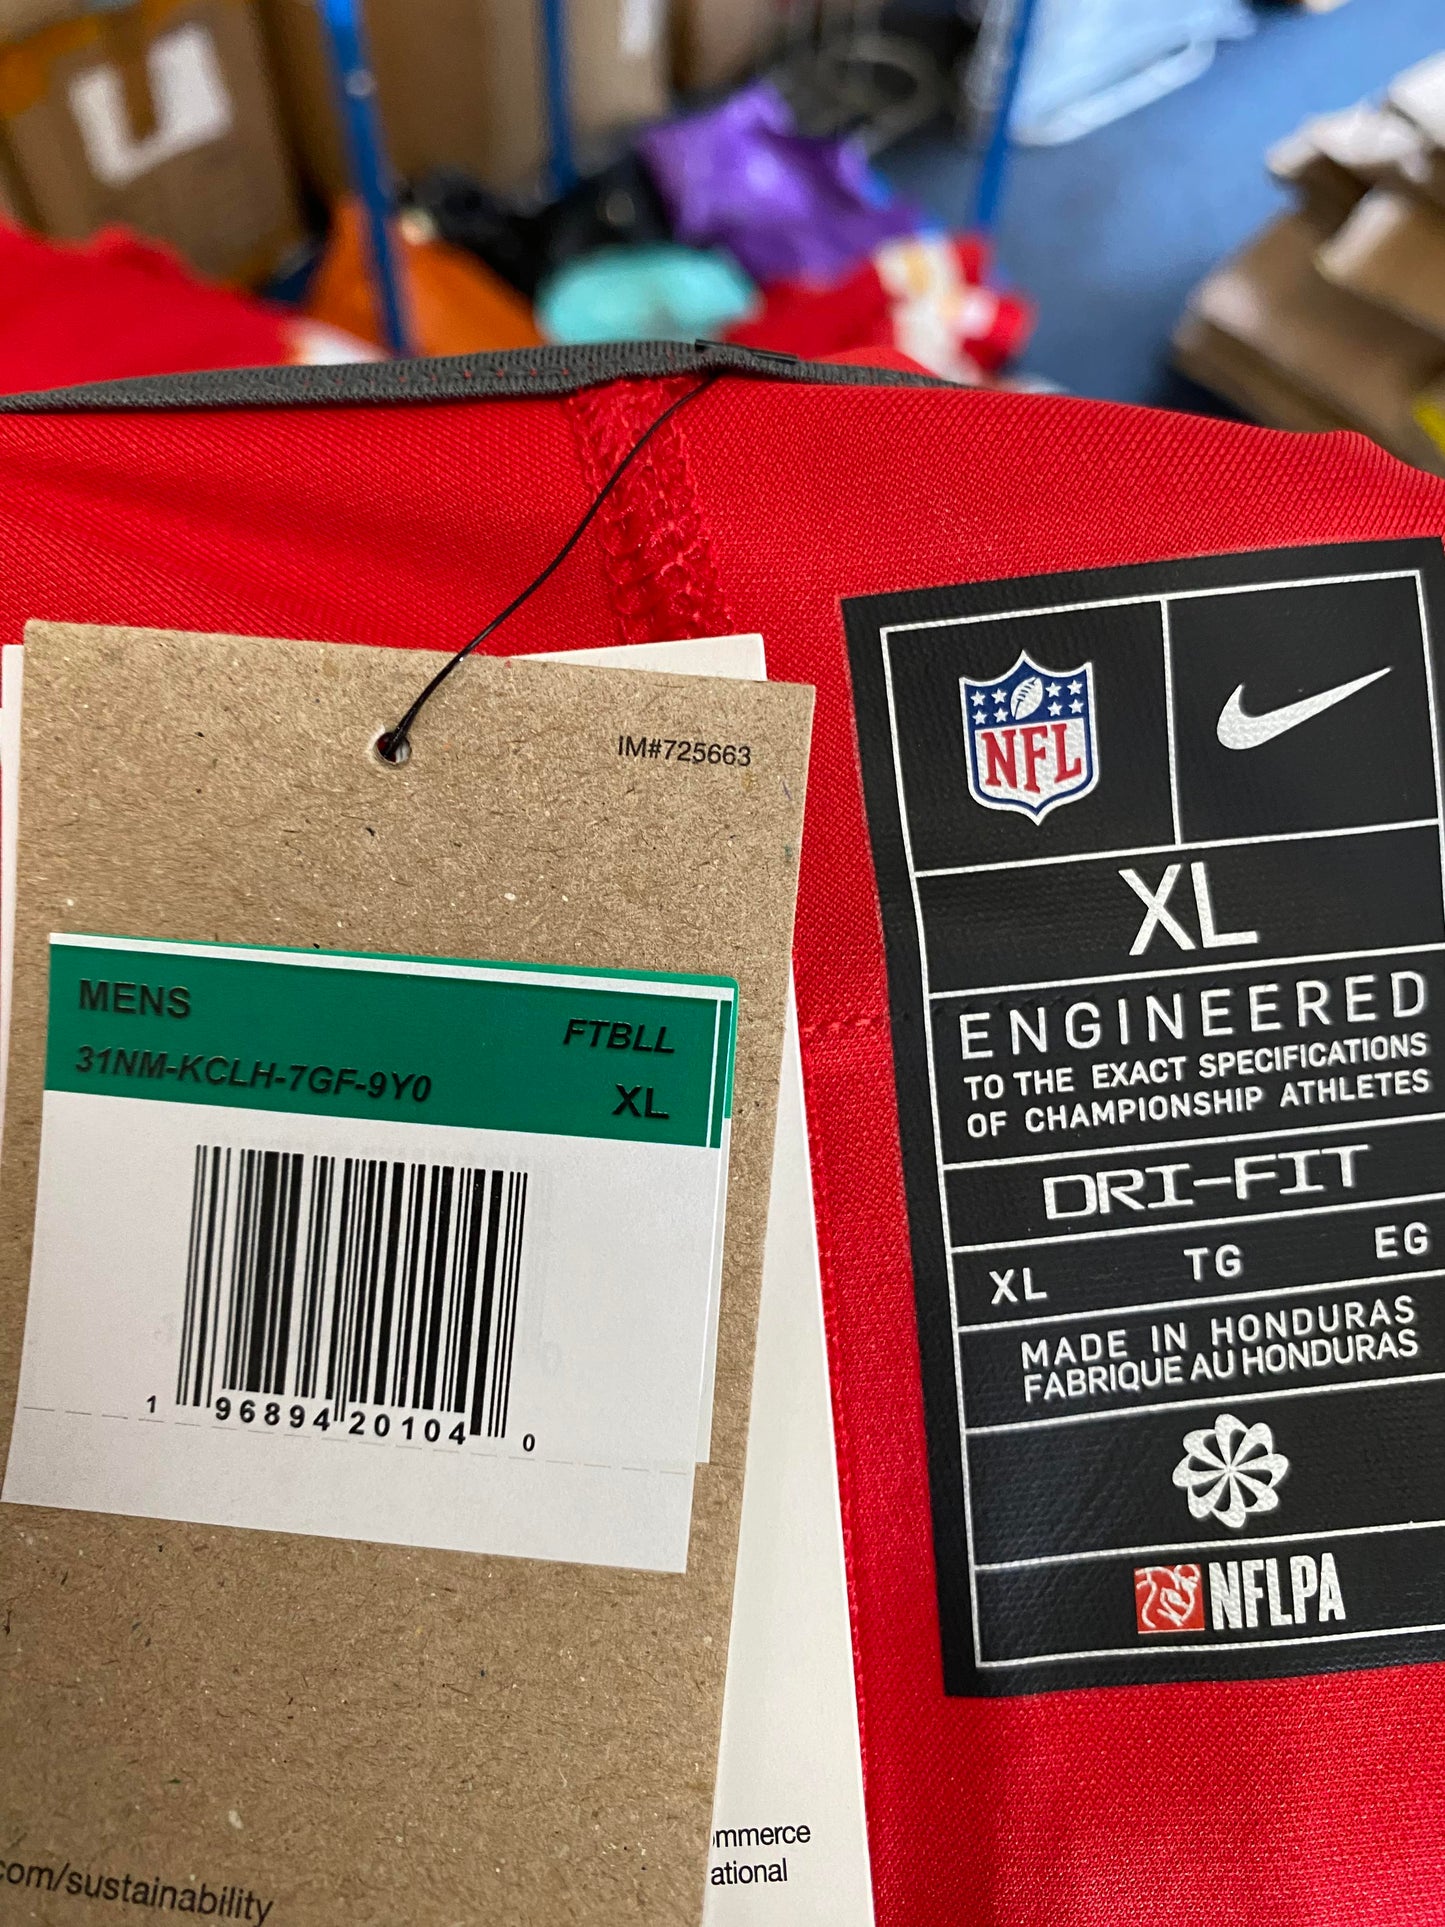 IM#725663
MENS
FTBLL
31NM-KCLH-7GF-9Y0
XL
1 96894 20104 0
com/sustainability
mmerce
ational
NFL
XL
ENGINEERED
TO THE EXACT SPECIFICATIONS
OF CHAMPIONSHIP ATHLETES
DRI-FIT
XL TG EG
MADE IN HONDURAS
FABRIQUE AU HONDURAS
NFLPA